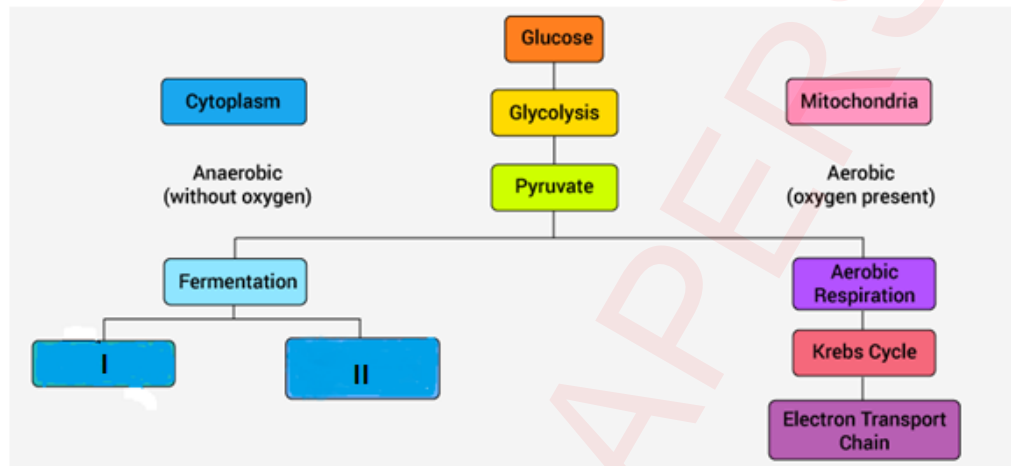 Glucose
Cytoplasm
Glycolysis
Mitochondria
Anaerobic
(without oxygen)
Pyruvate
Aerobic
(oxygen present)
Fermentation
Aerobic
Respiration
I
II
Krebs Cycle
Electron Transport
Chain
APERS